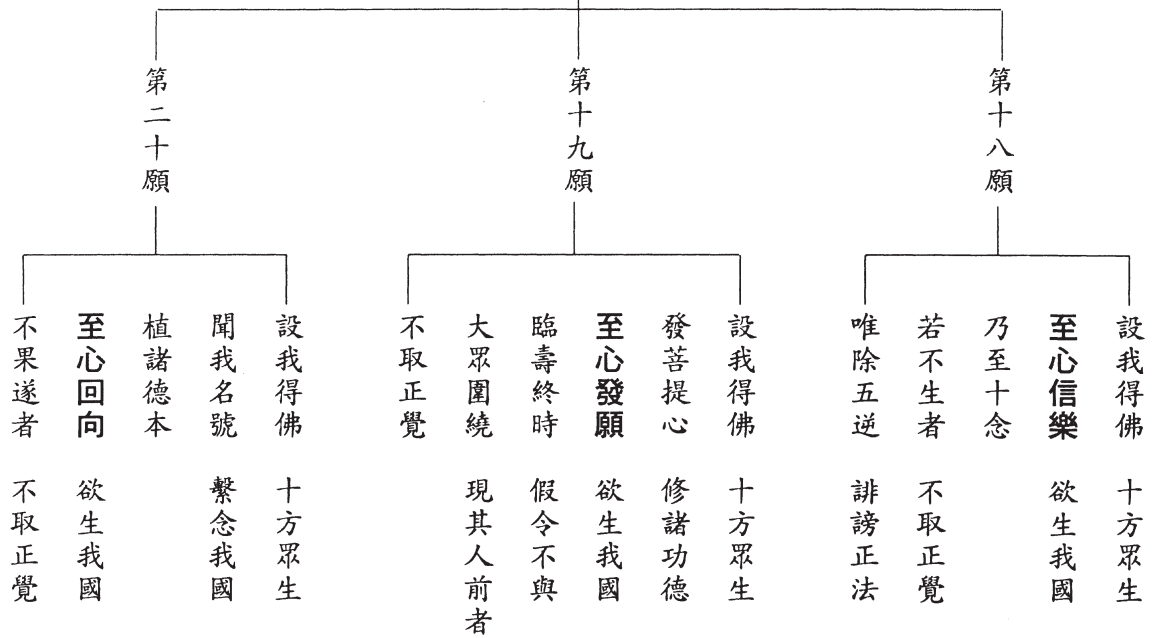 第十八願
設我得佛 十方眾生
至心信樂 欲生我國
乃至十念
若不生者 不取正覺
唯除五逆 誹謗正法
第十九願
設我得佛 十方眾生
發菩提心 修諸功德
至心發願 欲生我國
臨壽終時 假令不與
大眾圍繞 現其人前者
不取正覺
第二十願
設我得佛 十方眾生
聞我名號 繫念我國
植諸德本
至心回向 欲生我國
不果遂者 不取正覺